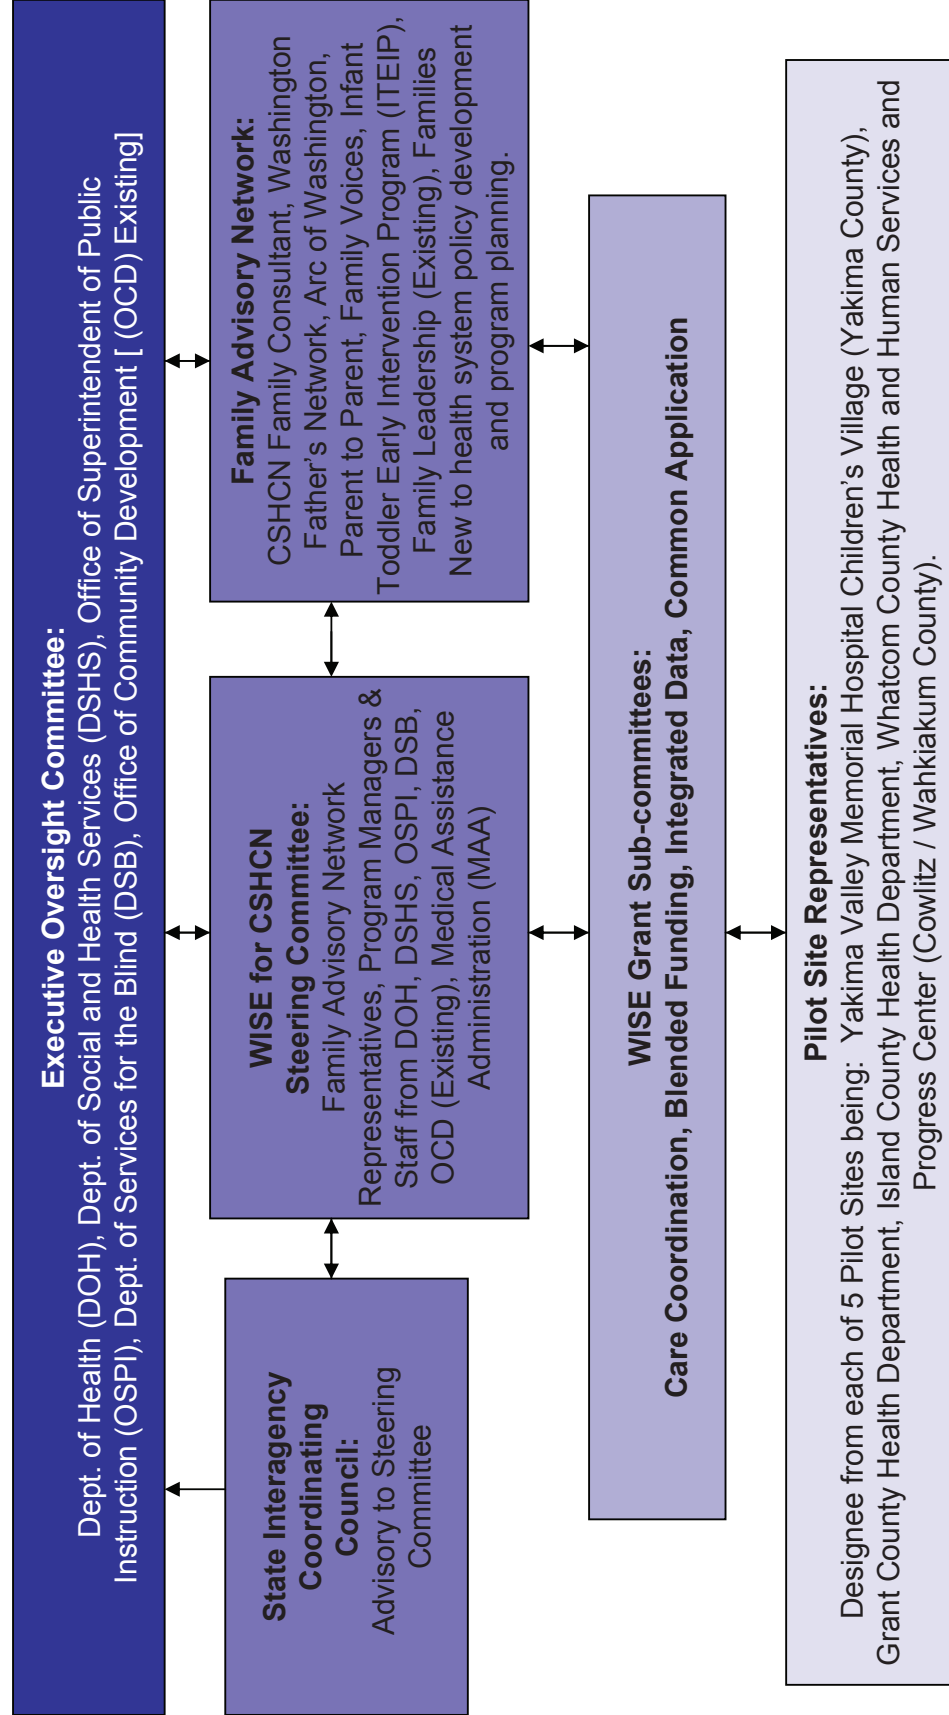 Executive Oversight Committee:
Dept. of Health (DOH), Dept. of Social and Health Services (DSHS), Office of Superintendent of Public
Instruction (OSPI), Dept. of Services for the Blind (DSB), Office of Community Development [ (OCD) Existing]
State Interagency
Coordinating
Council:
Advisory to Steering
Committee
WISE for CSHCN
Steering Committee:
Family Advisory Network
Representatives, Program Managers &
Staff from DOH, DSHS, OSPI, DSB,
OCD (Existing), Medical Assistance
Administration (MAA)
Family Advisory Network:
CSHCN Family Consultant, Washington
Father's Network, Arc of Washington,
Parent to Parent, Family Voices, Infant
Toddler Early Intervention Program (ITEIP),
Family Leadership (Existing), Families
New to health system policy development
and program planning.
WISE Grant Sub-committees:
Care Coordination, Blended Funding, Integrated Data, Common Application
Pilot Site Representatives:
Designee from each of 5 Pilot Sites being:  Yakima Valley Memorial Hospital Children's Village (Yakima County),
Grant County Health Department, Island County Health Department, Whatcom County Health and Human Services and
Progress Center (Cowlitz / Wahkiakum County).